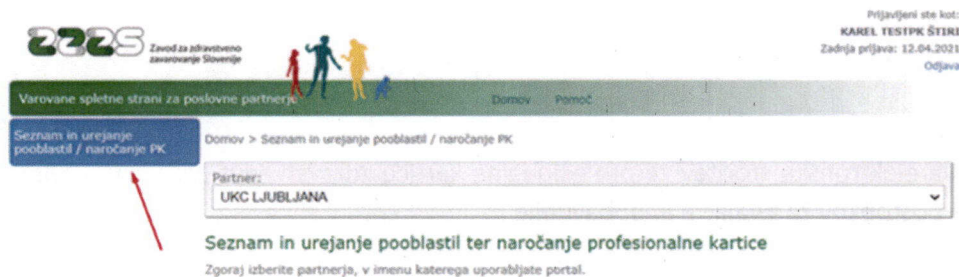 Prijavljeni ste kot:
KAREL TESTPK ŠTIRI
Zadnja prijava: 12.04.2021
Odjava
ZZZS Zavod za zdravstveno
zavarovanje Slovenije
Varovane spletne strani za poslovne partnerje Domov Pomoč
Seznam in urejanje
pooblastil / naročanje PK
Domov > Seznam in urejanje pooblastil / naročanje PK
Partner:
UKC LJUBLJANA
Seznam in urejanje pooblastil ter naročanje profesionalne kartice
Zgoraj izberite partnerja, v imenu katerega uporabljate portal.